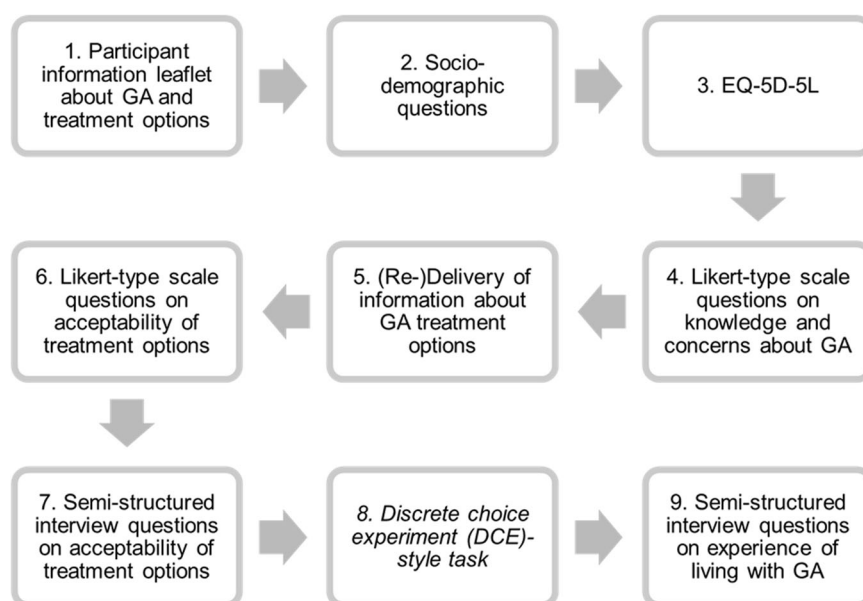 1. Participant
information leaflet
about GA and
treatment options
2. Socio-
demographic
questions
3. EQ-5D-5L
4. Likert-type scale
questions on
knowledge and
concerns about GA
5. (Re-)Delivery of
information about
GA treatment
options
6. Likert-type scale
questions on
acceptability of
treatment options
7. Semi-structured
interview questions
on acceptability of
treatment options
8. Discrete choice
experiment (DCE)-
style task
9. Semi-structured
interview questions
on experience of
living with GA